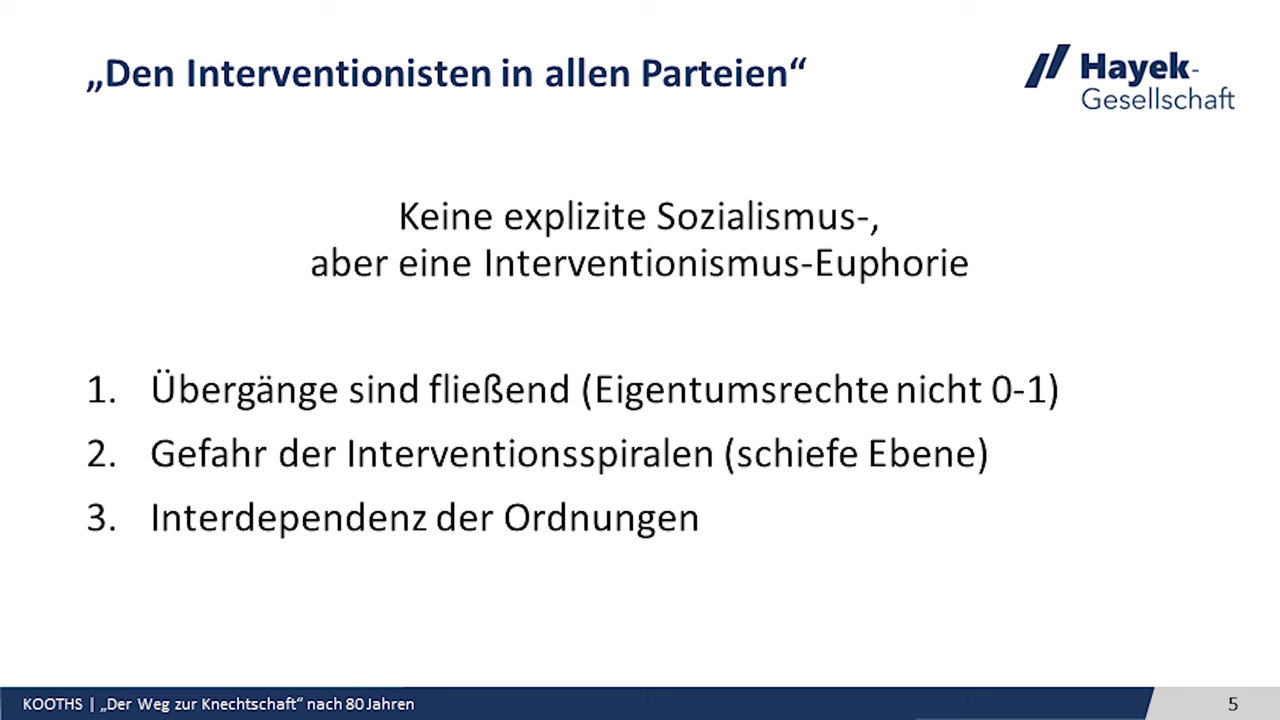 „Den Interventionisten in allen Parteien“
Hayek-
Gesellschaft
Keine explizite Sozialismus-,
aber eine Interventionismus-Euphorie
1. Übergänge sind fließend (Eigentumsrechte nicht 0-1)
2. Gefahr der Interventionsspiralen (schiefe Ebene)
3. Interdependenz der Ordnungen
KOOTHS | „Der Weg zur Knechtschaft“ nach 80 Jahren
5